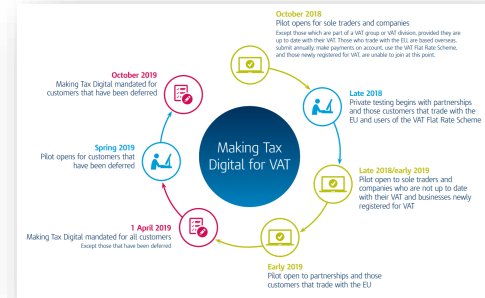 October 2018
Pilot opens for sole traders and companies
Except those which are part of a VAT group or VAT division, provided they are
up to date with their VAT. Those who trade with the EU, are based overseas,
submit annually, make payments on account, use the VAT Flat Rate Scheme,
and those newly registered for VAT, are unable to join at this point.
Late 2018
Private testing begins with partnerships
and those customers that trade with the
EU and users of the VAT Flat Rate Scheme
Late 2018/early 2019
Pilot open to sole traders and
companies who are not up to date
with their VAT and businesses newly
registered for VAT
Early 2019
Pilot open to partnerships and those
customers that trade with the EU
1 April 2019
Making Tax Digital mandated for all customers
Except those that have been deferred
Spring 2019
Pilot opens for customers that
have been deferred
October 2019
Making Tax Digital mandated for
customers that have been deferred
Making Tax
Digital for VAT